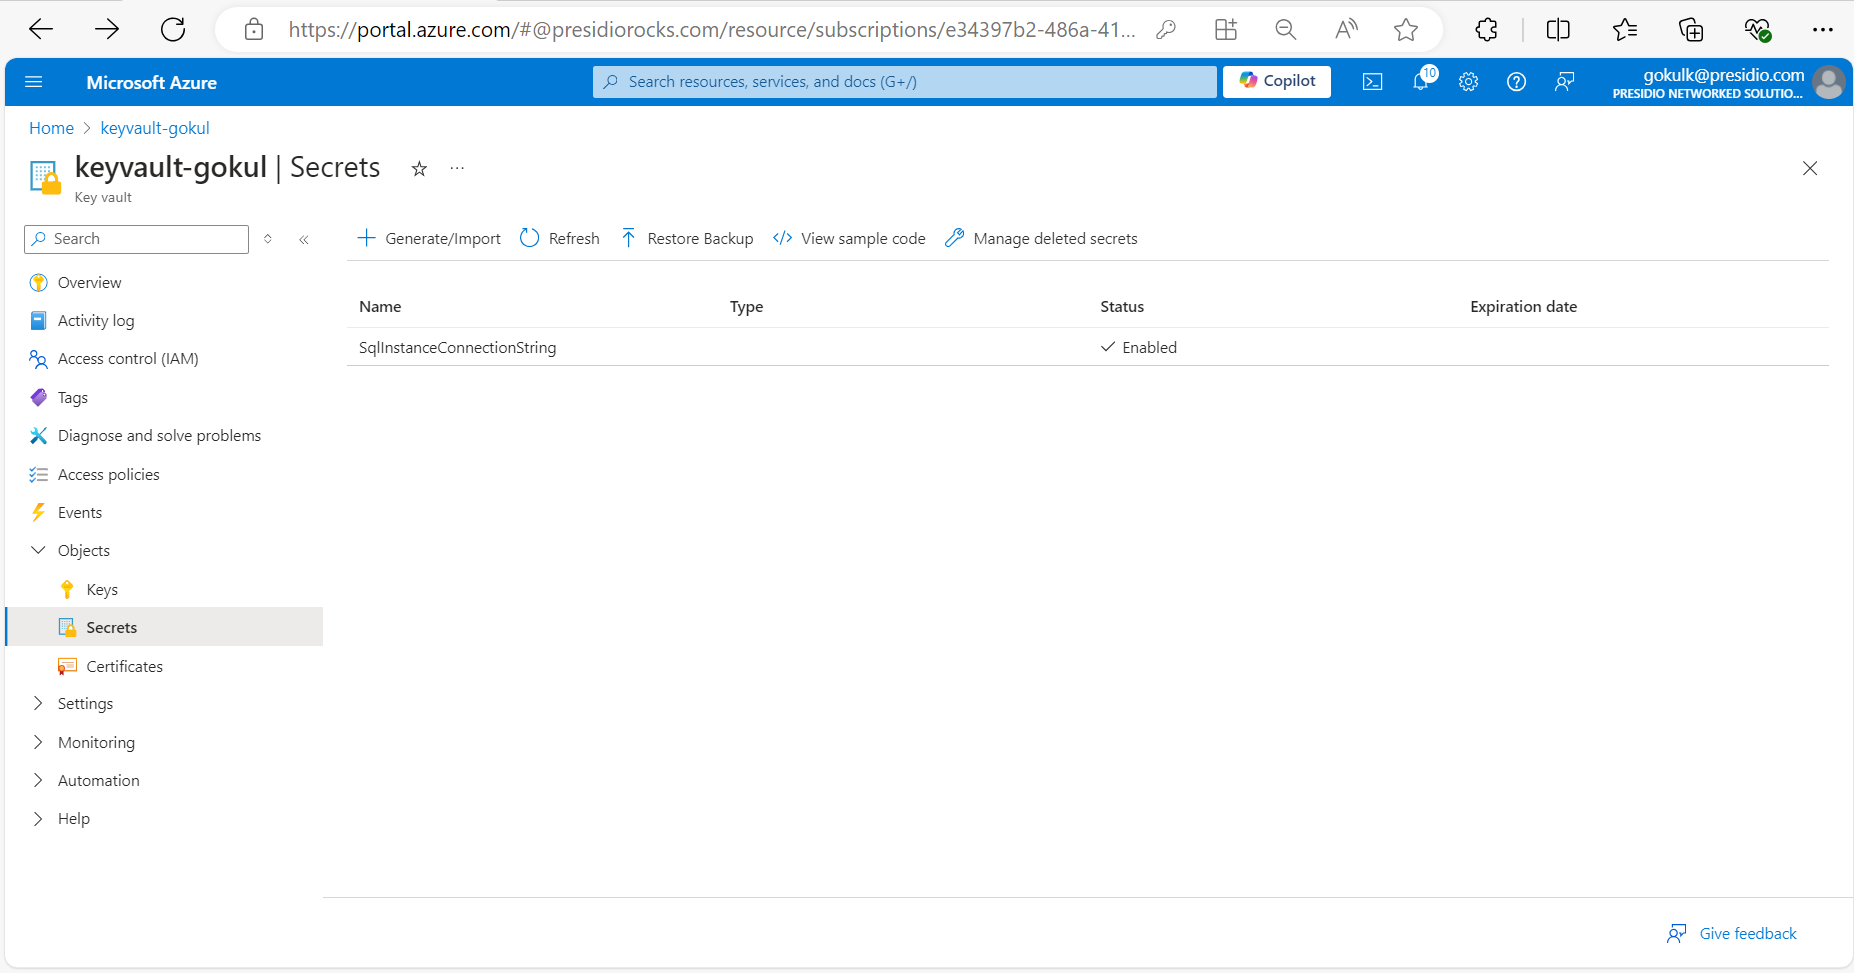 https://portal.azure.com/#@presidiorocks.com/resource/subscriptions/e34397b2-486a-41...
Microsoft Azure
Search resources, services, and docs (G+/)
Copilot
10
gokulk@presidio.com
PRESIDIO NETWORKED SOLUTIO...
Home > keyvault-gokul
keyvault-gokul | Secrets
Key vault
Search
Generate/Import
Refresh
Restore Backup
View sample code
Manage deleted secrets
Overview
Activity log
Access control (IAM)
Tags
Diagnose and solve problems
Access policies
Events
Objects
Keys
Secrets
Certificates
Settings
Monitoring
Automation
Help
Name Type Status Expiration date
SqlInstanceConnectionString Enabled
Give feedback